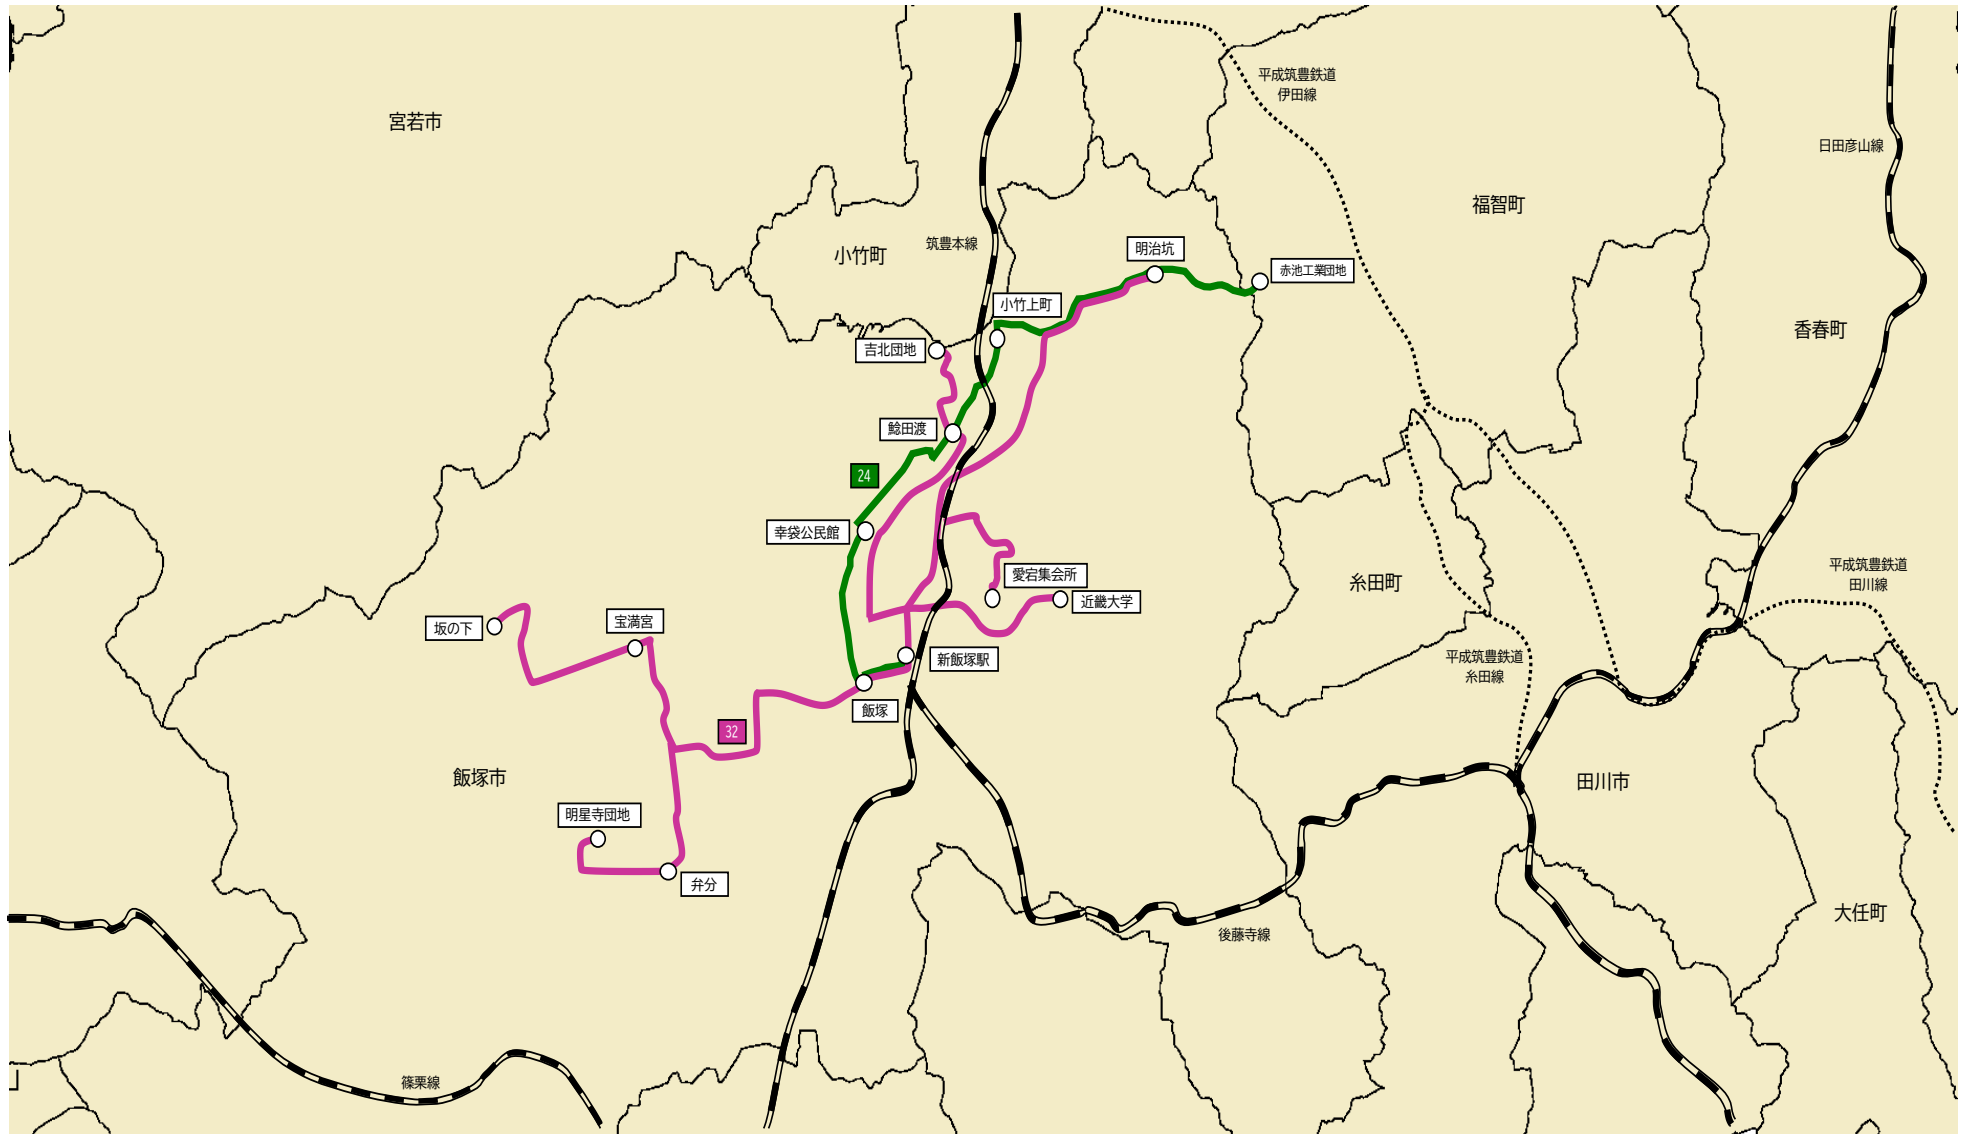 平成筑豊鉄道
伊田線
宮若市
日田彦山線
福智町
筑豊本線
小竹町
明治坑
赤池工業団地
小竹上町
香春町
吉北団地
鯰田渡
24
幸袋公民館
愛宕集会所
糸田町
平成筑豊鉄道
田川線
近畿大学
坂の下
宝満宮
新飯塚駅
平成筑豊鉄道
糸田線
飯塚
32
飯塚市
田川市
明星寺団地
弁分
大任町
後藤寺線
篠栗線